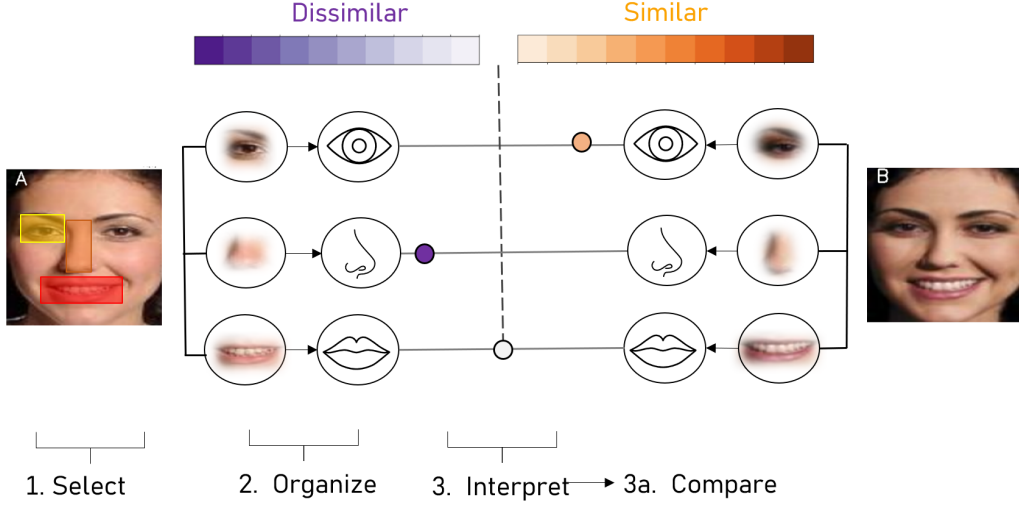 Dissimilar
Similar
A
B
1. Select
2. Organize
3. Interpret
3a. Compare